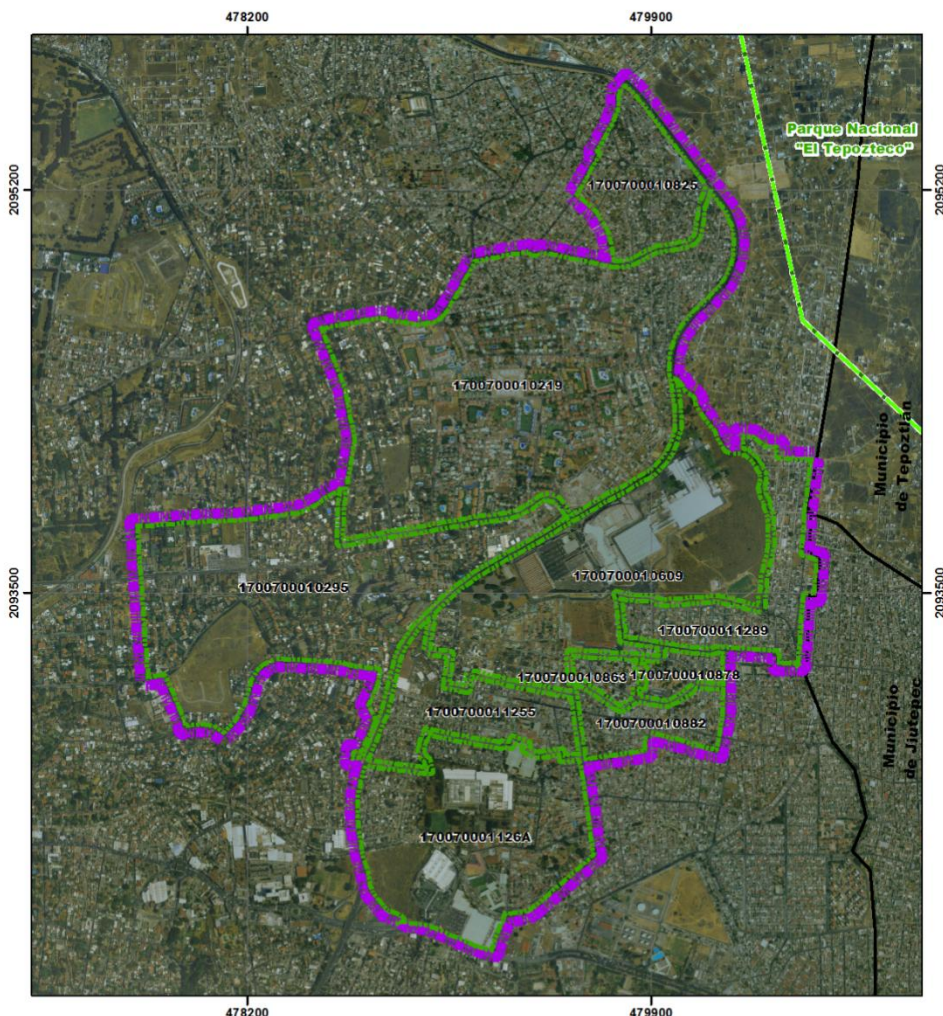 478200
479900
Parque Nacional
"El Tepozteco"
2095200
2095200
1700700010825
1700700010219
Municipio
de Tepoztlán
2093500
2093500
1700700010609
1700700010295
1700700011289
1700700010863
1700700010878
1700700011255
1700700010882
Municipio
de Jiutepec
170070001126A
478200
479900